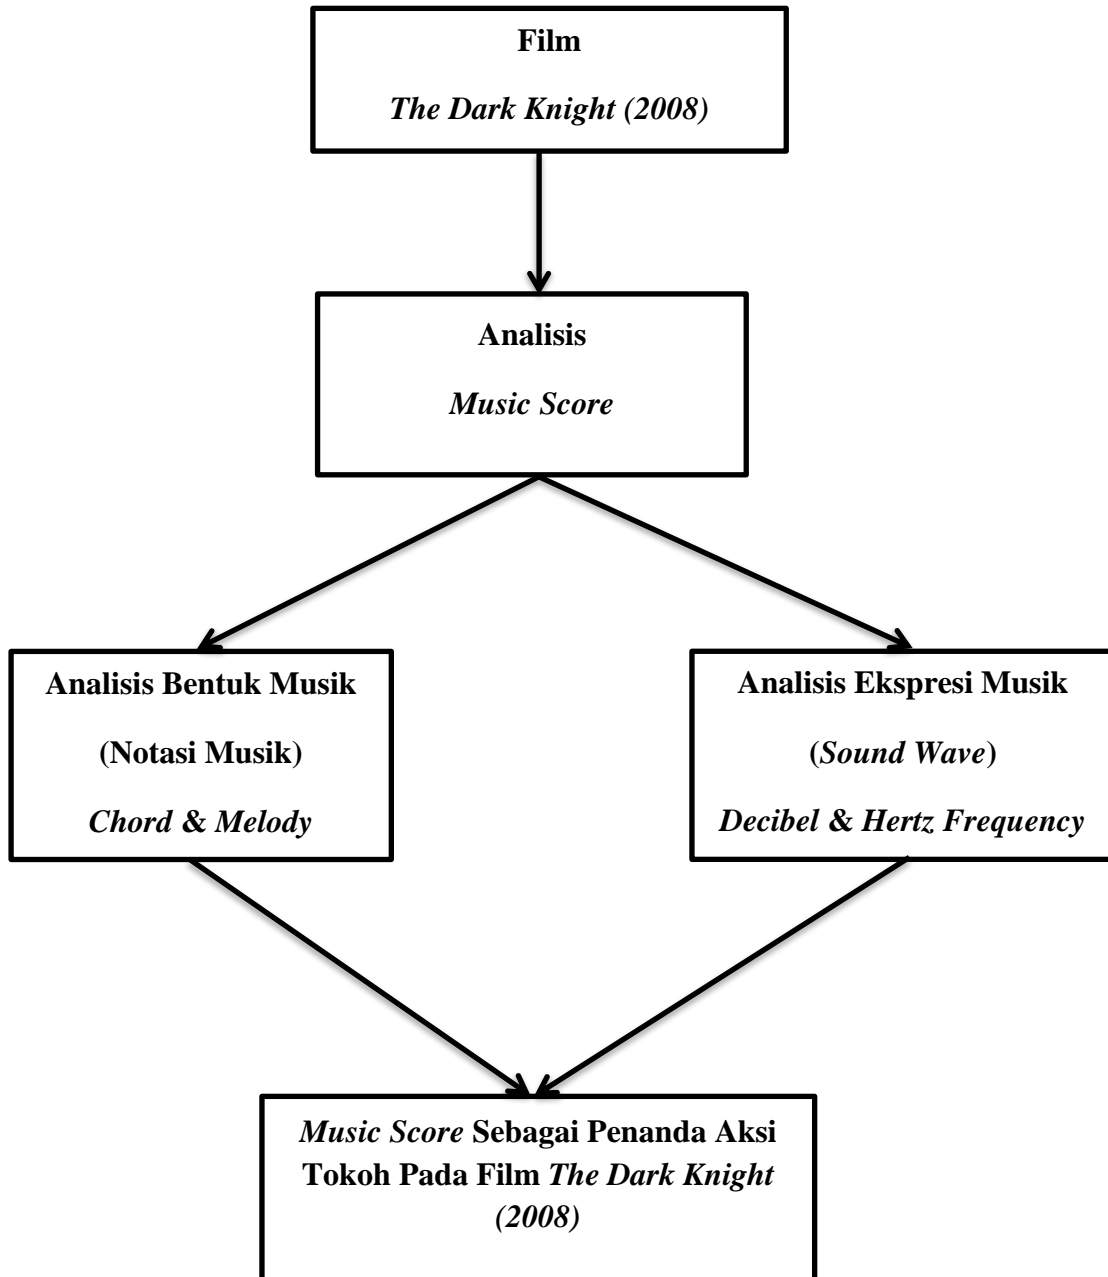 Film
The Dark Knight (2008)
Analisis
Music Score
Analisis Bentuk Musik
(Notasi Musik)
Chord & Melody
Analisis Ekspresi Musik
(Sound Wave)
Decibel & Hertz Frequency
Music Score Sebagai Penanda Aksi
Tokoh Pada Film The Dark Knight
(2008)